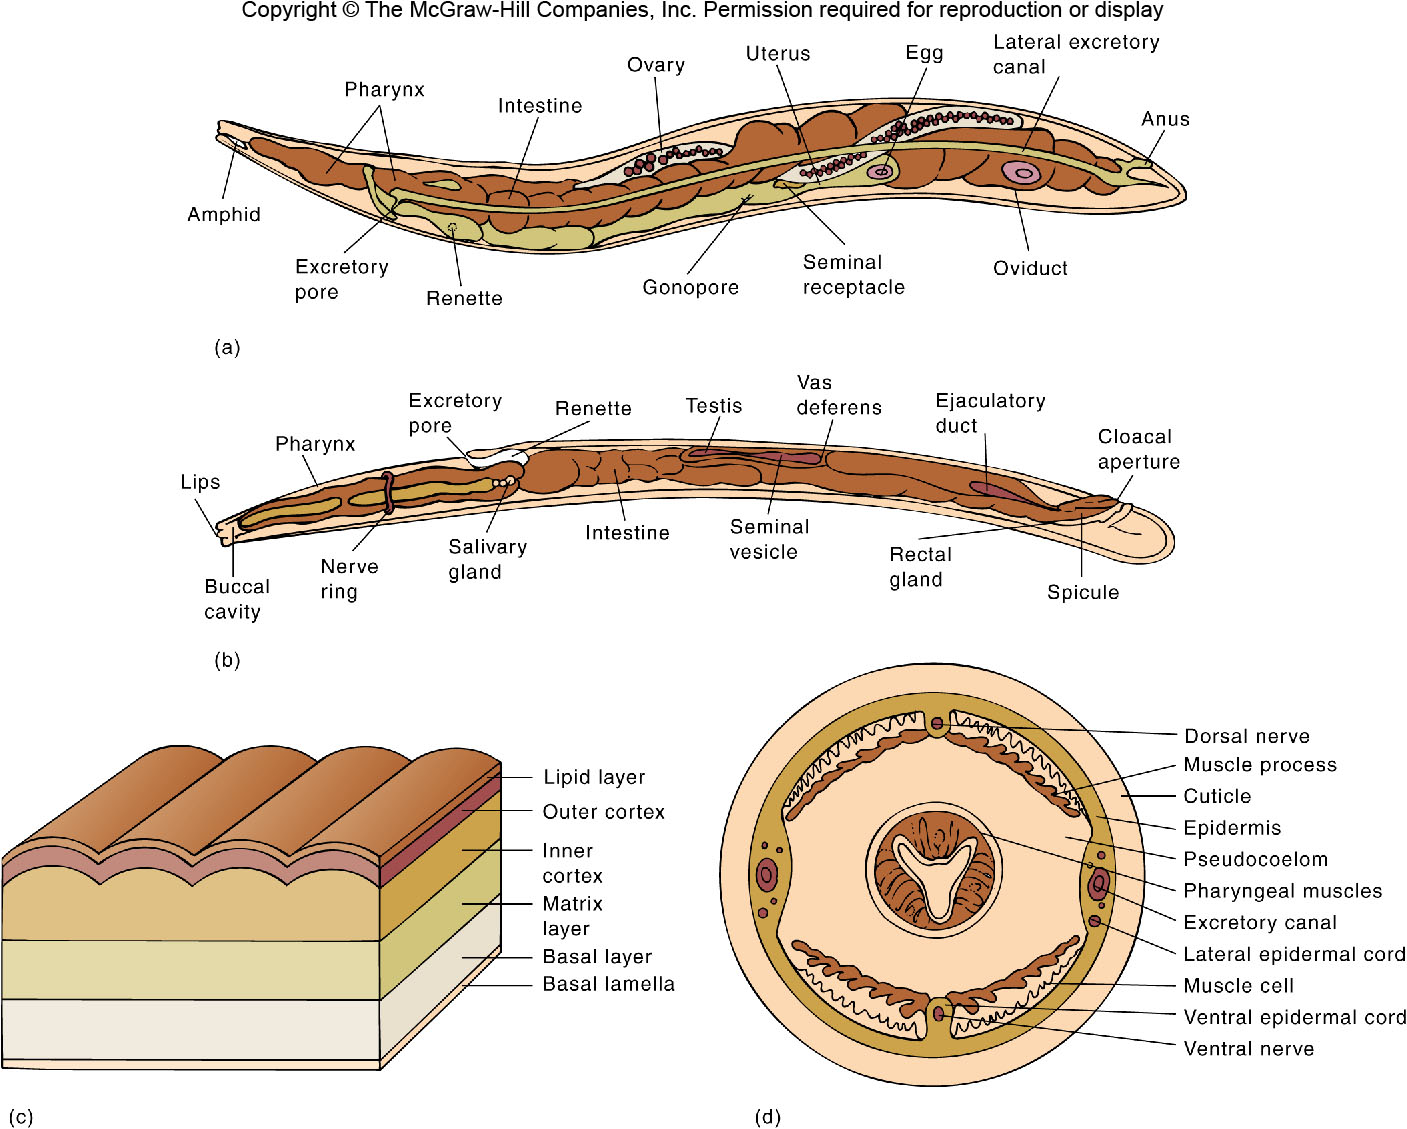 Copyright © The McGraw-Hill Companies, Inc. Permission required for reproduction or display
Pharynx
Intestine
Ovary
Uterus
Egg
Lateral excretory
canal
Anus
Amphid
Excretory
pore
Renette
Gonopore
Seminal
receptacle
Oviduct
(a)
Excretory
pore
Renette
Testis
Vas
deferens
Ejaculatory
duct
Cloacal
aperture
Pharynx
Lips
Buccal
cavity
Nerve
ring
Salivary
gland
Intestine
Seminal
vesicle
Rectal
gland
Spicule
(b)
Lipid layer
Outer cortex
Inner
cortex
Matrix
layer
Basal layer
Basal lamella
(c)
Dorsal nerve
Muscle process
Cuticle
Epidermis
Pseudocoelom
Pharyngeal muscles
Excretory canal
Lateral epidermal cord
Muscle cell
Ventral epidermal cord
Ventral nerve
(d)